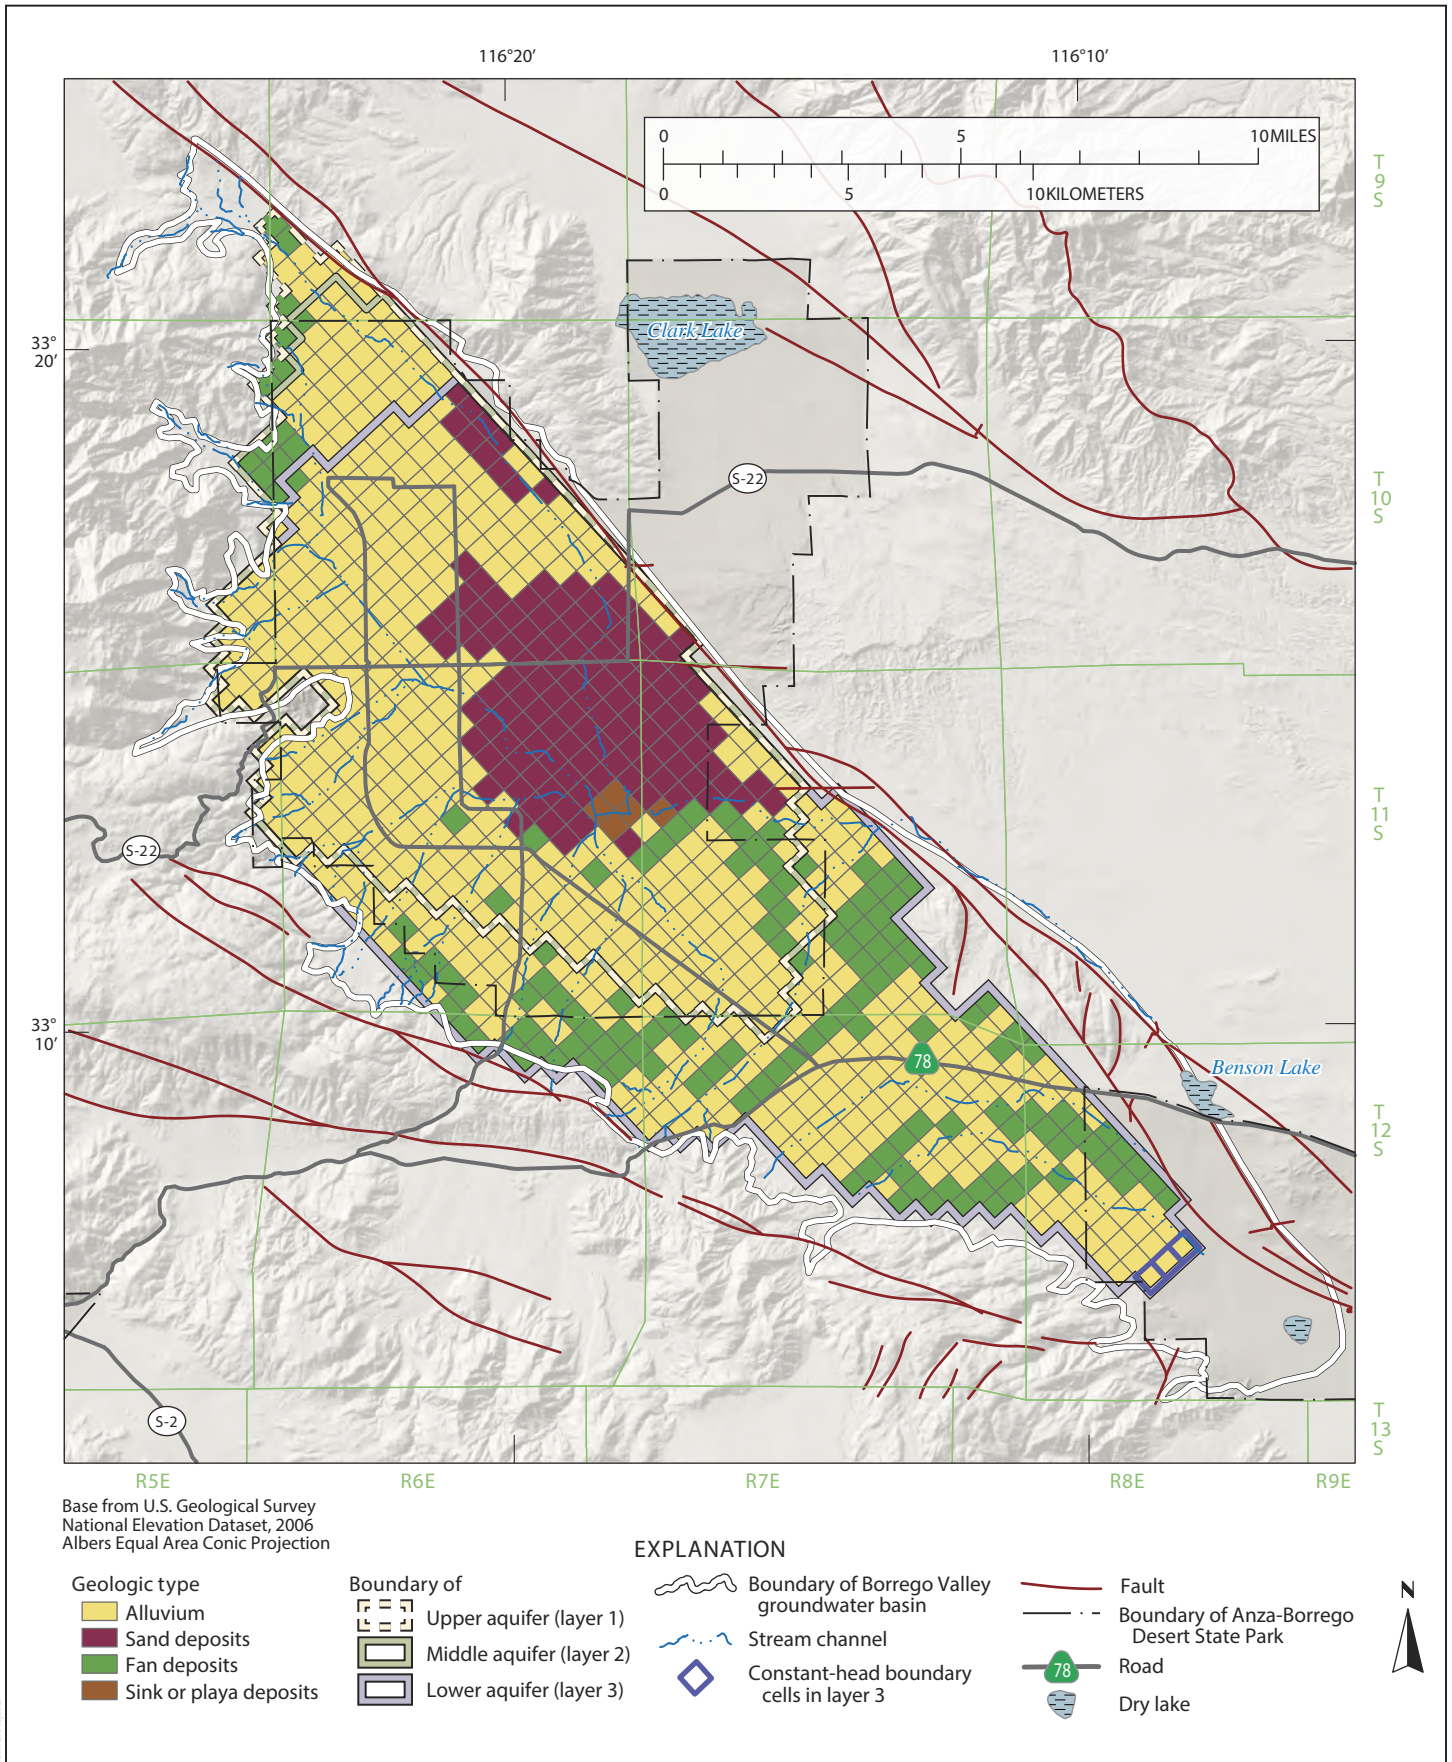 116°20′ 116°10′
0 5 10 MILES
0 5 10 KILOMETERS
T
9
S
33°
20′
Clark Lake
S-22
T
10
S
T
11
S
S-22
33°
10′
78
Benson Lake
T
12
S
S-2
T
13
S
R5E R6E R7E R8E R9E
Base from U.S. Geological Survey
National Elevation Dataset, 2006
Albers Equal Area Conic Projection
EXPLANATION
Geologic type
Alluvium
Sand deposits
Fan deposits
Sink or playa deposits
Boundary of
Upper aquifer (layer 1)
Middle aquifer (layer 2)
Lower aquifer (layer 3)
Boundary of Borrego Valley
groundwater basin
Stream channel
Constant-head boundary
cells in layer 3
Fault
Boundary of Anza-Borrego
Desert State Park
78 Road
Dry lake
N